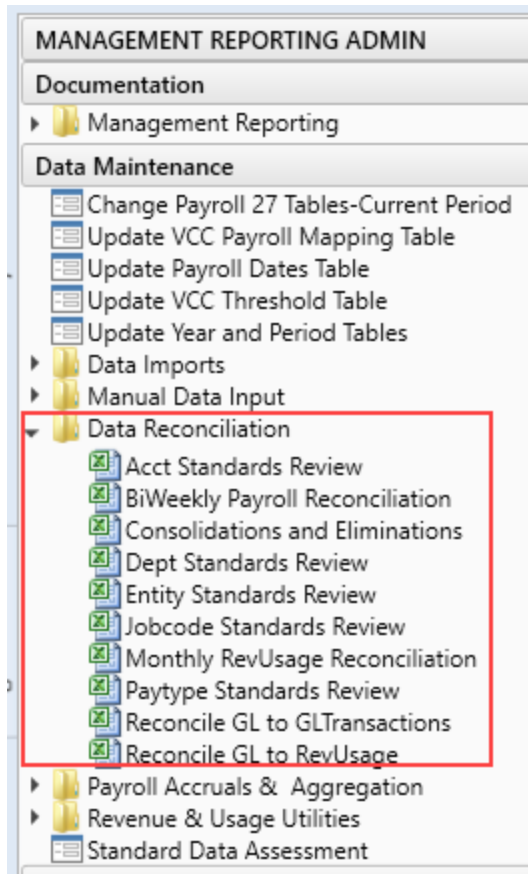 MANAGEMENT REPORTING ADMIN
Documentation
Management Reporting
Data Maintenance
Change Payroll 27 Tables-Current Period
Update VCC Payroll Mapping Table
Update Payroll Dates Table
Update VCC Threshold Table
Update Year and Period Tables
Data Imports
Manual Data Input
Data Reconciliation
Acct Standards Review
BiWeekly Payroll Reconciliation
Consolidations and Eliminations
Dept Standards Review
Entity Standards Review
Jobcode Standards Review
Monthly RevUsage Reconciliation
Paytype Standards Review
Reconcile GL to GLTransactions
Reconcile GL to RevUsage
Payroll Accruals & Aggregation
Revenue & Usage Utilities
Standard Data Assessment